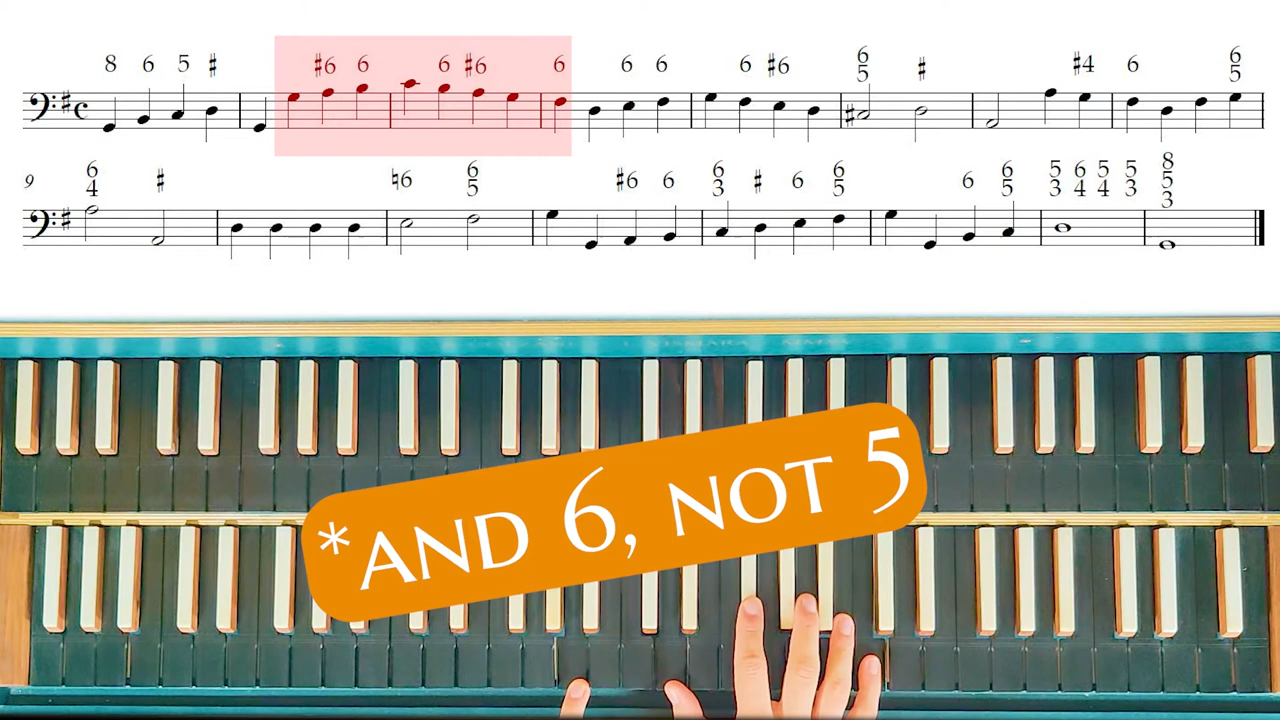 8 6 5 ♯ ♯6 6 6 ♯6 6 6 6 6 ♯6 6 5 ♯ ♯4 6 6 5
9 6 4 ♯ ♮6 6 5 ♯6 6 6 3 ♯ 6 6 5 6 6 5 5 3 6 4 5 4 5 3 8 5 3
*AND 6, NOT 5